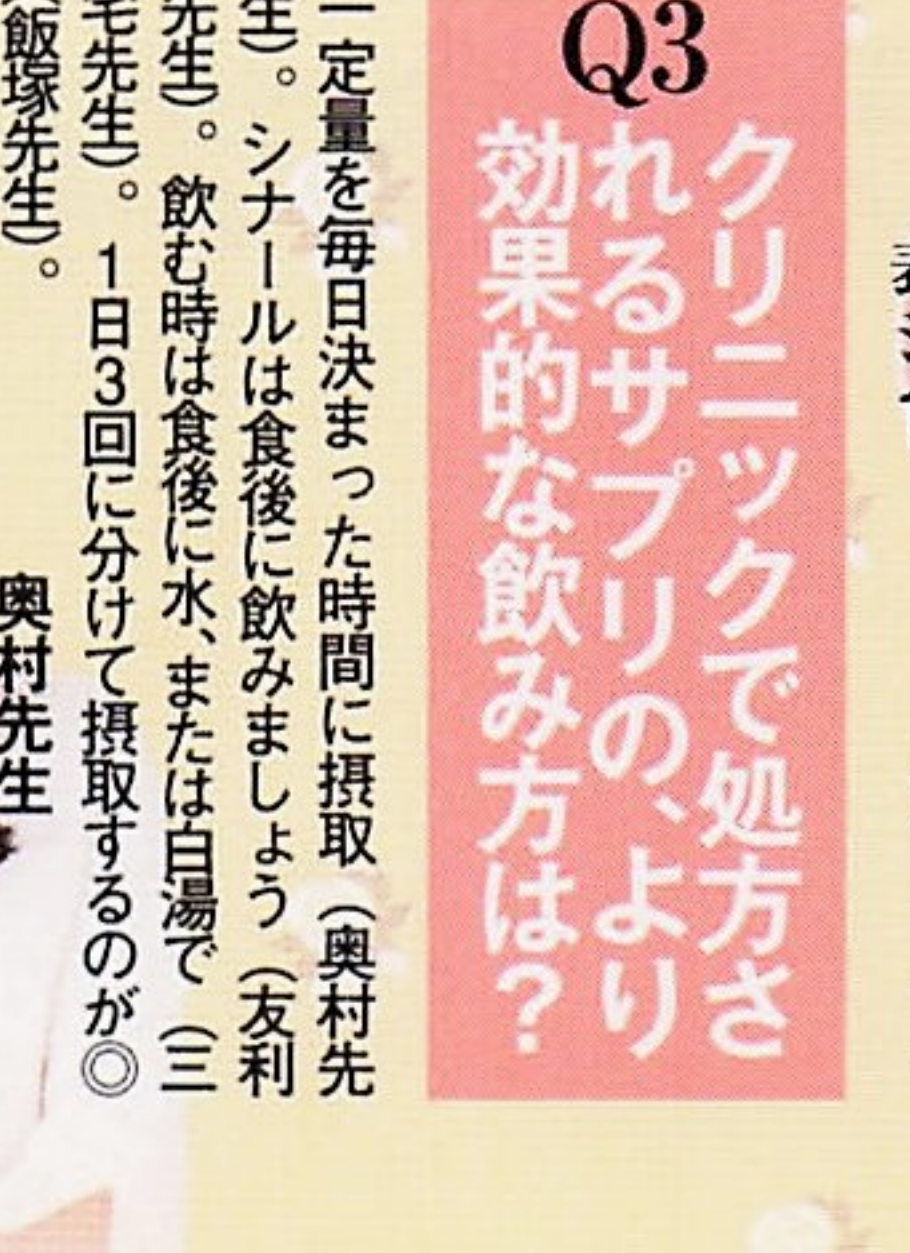 Q3
クリニックで処方さ
れるサプリの、より
効果的な飲み方は？
一定量を毎日決まった時間に摂取（奥村先
生）。シナールは食後に飲みましょう（友利
先生）。飲む時は食後に水、または白湯で（三
宅先生）。1日3回に分けて摂取するのが◎
（飯塚先生）。
奥村先生